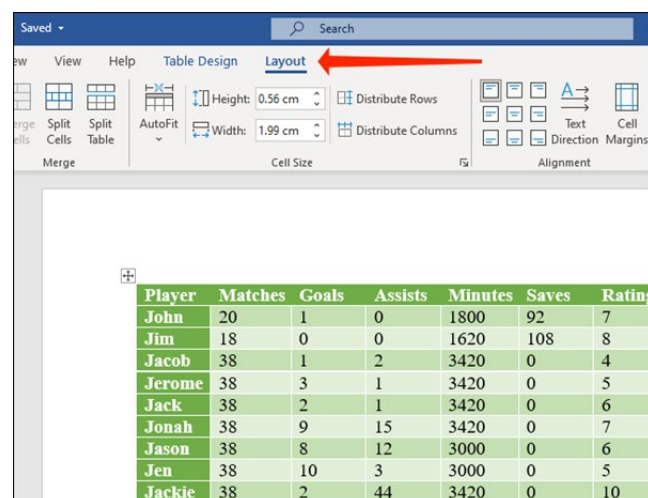 Saved
Search
View Help Table Design Layout
Split Cells
Split Table
AutoFit
Height: 0.56 cm
Width: 1.99 cm
Distribute Rows
Distribute Columns
Text Direction
Cell Margins
Merge Cell Size Alignment
Player Matches Goals Assists Minutes Saves Rating
John 20 1 0 1800 92 7
Jim 18 0 0 1620 108 8
Jacob 38 1 2 3420 0 4
Jerome 38 3 1 3420 0 5
Jack 38 2 1 3420 0 6
Jonah 38 9 15 3420 0 7
Jason 38 8 12 3000 0 6
Jen 38 10 3 3000 0 5
Jackie 38 2 44 3420 0 10